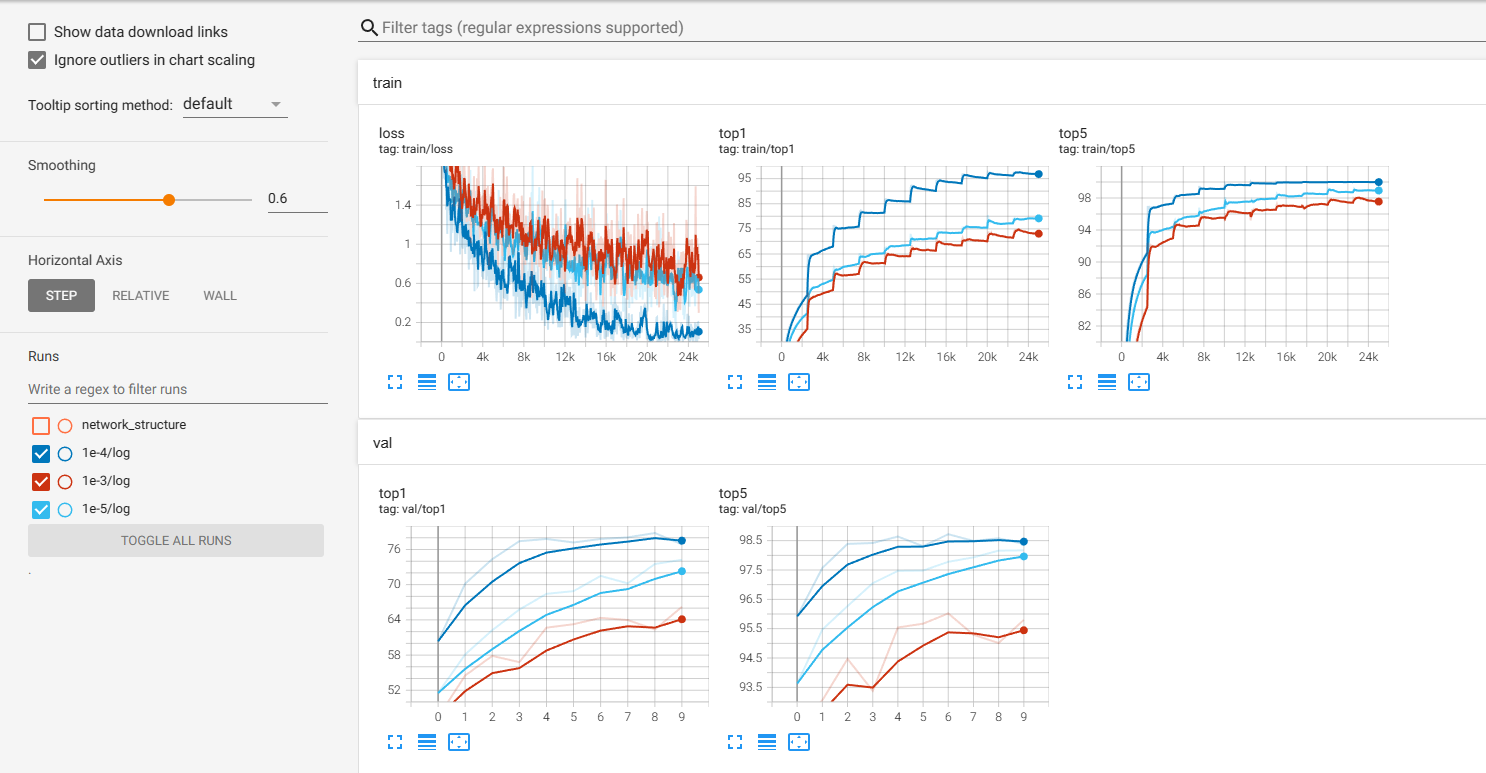 Show data download links
Ignore outliers in chart scaling
Tooltip sorting method: default
Smoothing
0.6
Horizontal Axis
STEP RELATIVE WALL
Runs
Write a regex to filter runs
network_structure
1e-4/log
1e-3/log
1e-5/log
TOGGLE ALL RUNS
.
Filter tags (regular expressions supported)
train
loss
tag: train/loss
1.4
1
0.6
0.2
0 4k 8k 12k 16k 20k 24k
top1
tag: train/top1
95
85
75
65
55
45
35
0 4k 8k 12k 16k 20k 24k
top5
tag: train/top5
98
94
90
86
82
0 4k 8k 12k 16k 20k 24k
val
top1
tag: val/top1
76
70
64
58
52
0 1 2 3 4 5 6 7 8 9
top5
tag: val/top5
98.5
97.5
96.5
95.5
94.5
93.5
0 1 2 3 4 5 6 7 8 9